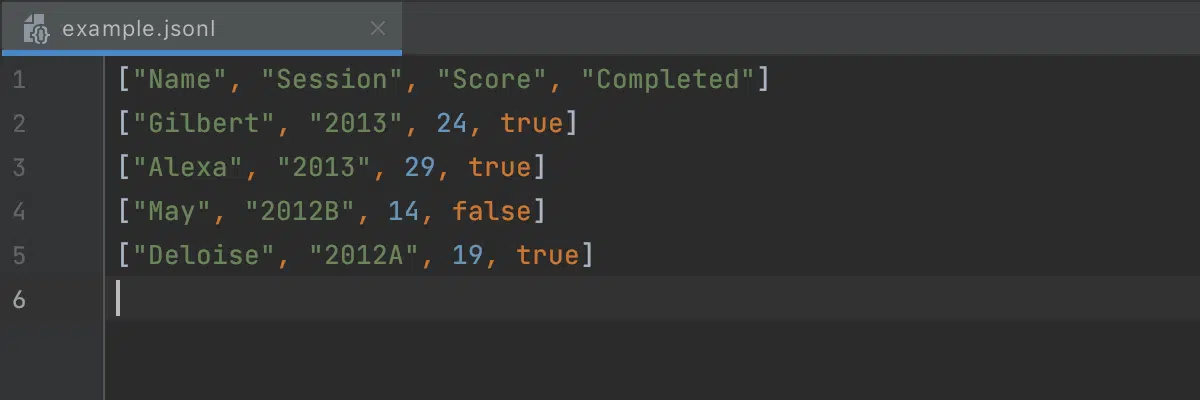 example.jsonl
1 ["Name", "Session", "Score", "Completed"]
2 ["Gilbert", "2013", 24, true]
3 ["Alexa", "2013", 29, true]
4 ["May", "2012B", 14, false]
5 ["Deloise", "2012A", 19, true]
6